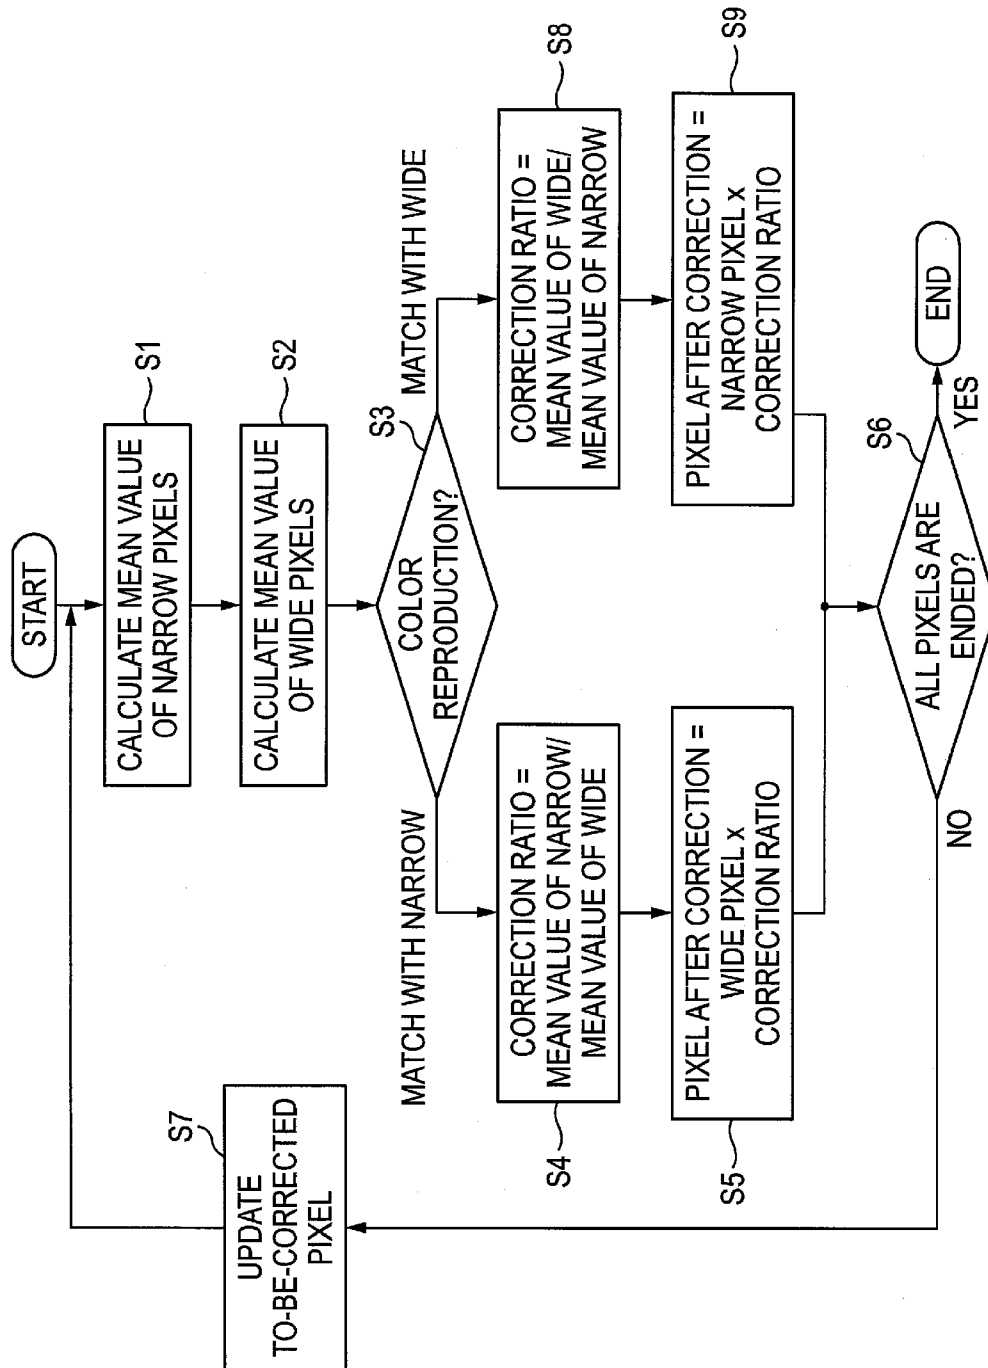 START
CALCULATE MEAN VALUE
OF NARROW PIXELS
S1
CALCULATE MEAN VALUE
OF WIDE PIXELS
S2
COLOR
REPRODUCTION?
S3
MATCH WITH NARROW
MATCH WITH WIDE
CORRECTION RATIO =
MEAN VALUE OF NARROW/
MEAN VALUE OF WIDE
S4
PIXEL AFTER CORRECTION =
WIDE PIXEL x
CORRECTION RATIO
S5
CORRECTION RATIO =
MEAN VALUE OF WIDE/
MEAN VALUE OF NARROW
S8
PIXEL AFTER CORRECTION =
NARROW PIXEL x
CORRECTION RATIO
S9
ALL PIXELS ARE
ENDED?
S6
NO
YES
END
UPDATE
TO-BE-CORRECTED
PIXEL
S7